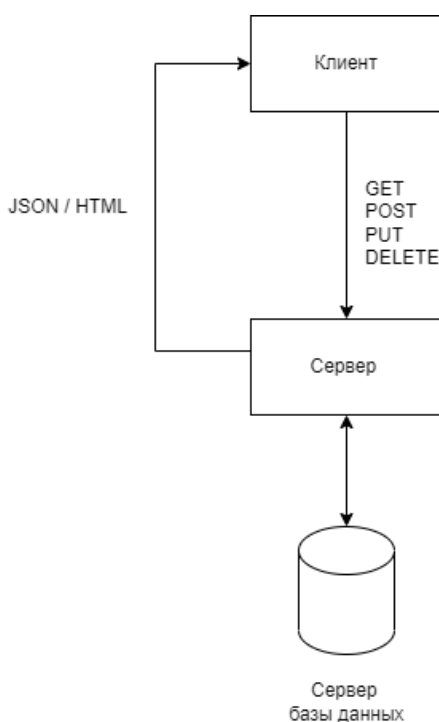 Клиент
JSON / HTML
GET
POST
PUT
DELETE
Сервер
Сервер
базы данных